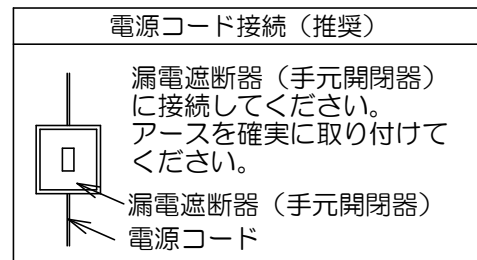 電源コード接続（推奨）
漏電遮断器（手元開閉器）
に接続してください。
アースを確実に取り付けて
ください。
漏電遮断器（手元開閉器）
電源コード